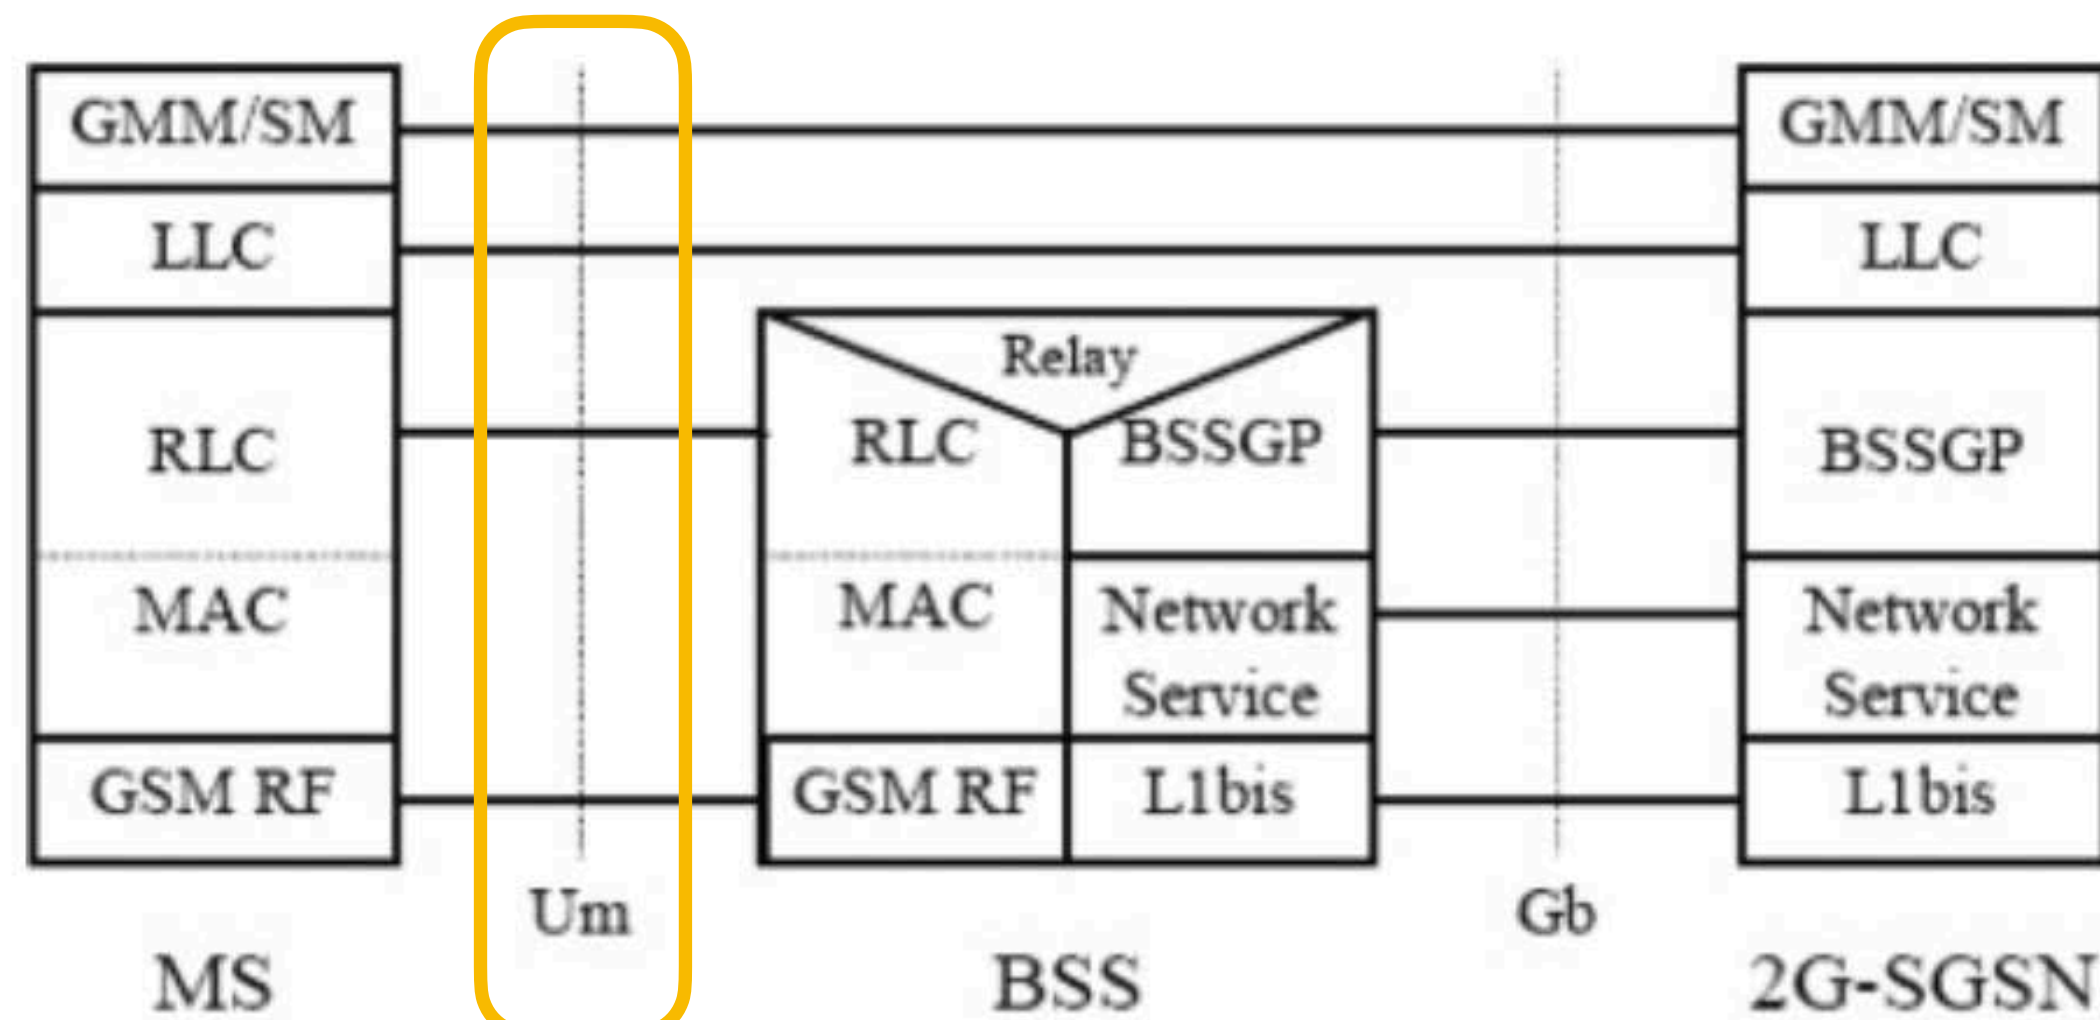 GMM/SM
LLC
RLC
MAC
GSM RF
MS
Um
Relay
RLC
BSSGP
MAC
Network
Service
GSM RF
L1bis
BSS
Gb
GMM/SM
LLC
BSSGP
Network
Service
L1bis
2G-SGSN